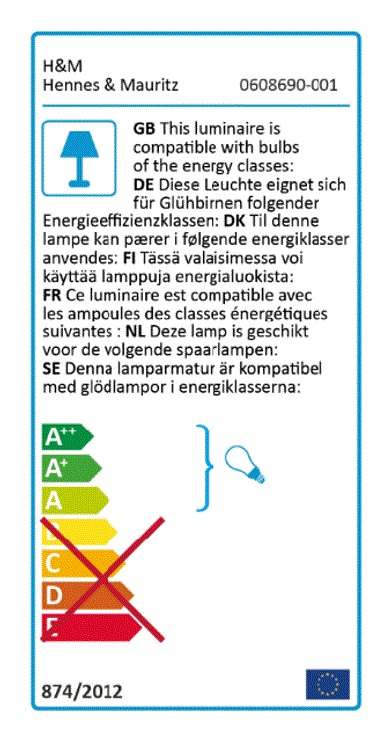 H&M
Hennes & Mauritz 0608690-001
GB This luminaire is
compatible with bulbs
of the energy classes:
DE Diese Leuchte eignet sich
für Glühbirnen folgender
Energieeffizienzklassen: DK Til denne
lampe kan pærer i følgende energiklasser
anvendes: FI Tässä valaisimessa voi
käyttää lamppuja energialuokista:
FR Ce luminaire est compatible avec
les ampoules des classes énergétiques
suivantes : NL Deze lamp is geschikt
voor de volgende spaarlampen:
SE Denna lamparmatur är kompatibel
med glödlampor i energiklasserna:
A++
A+
A
B
C
D
E
874/2012